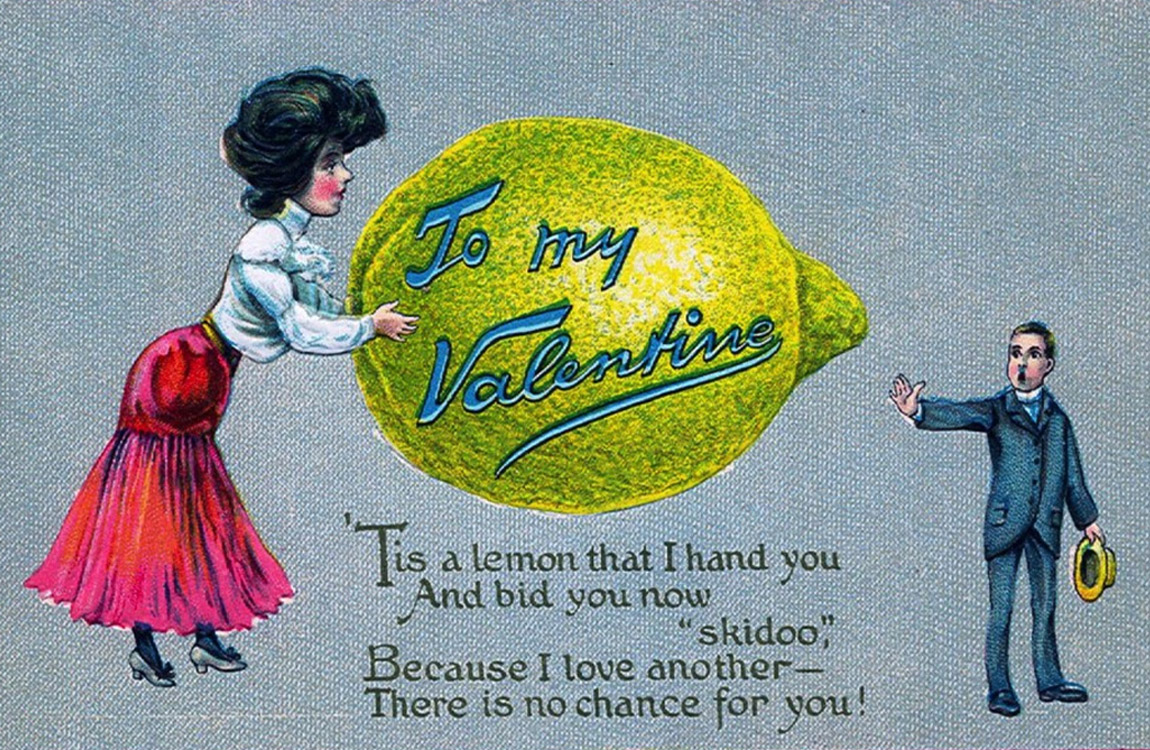 To my
Valentine
'Tis a lemon that I hand you
And bid you now
"skidoo,"
Because I love another—
There is no chance for you!